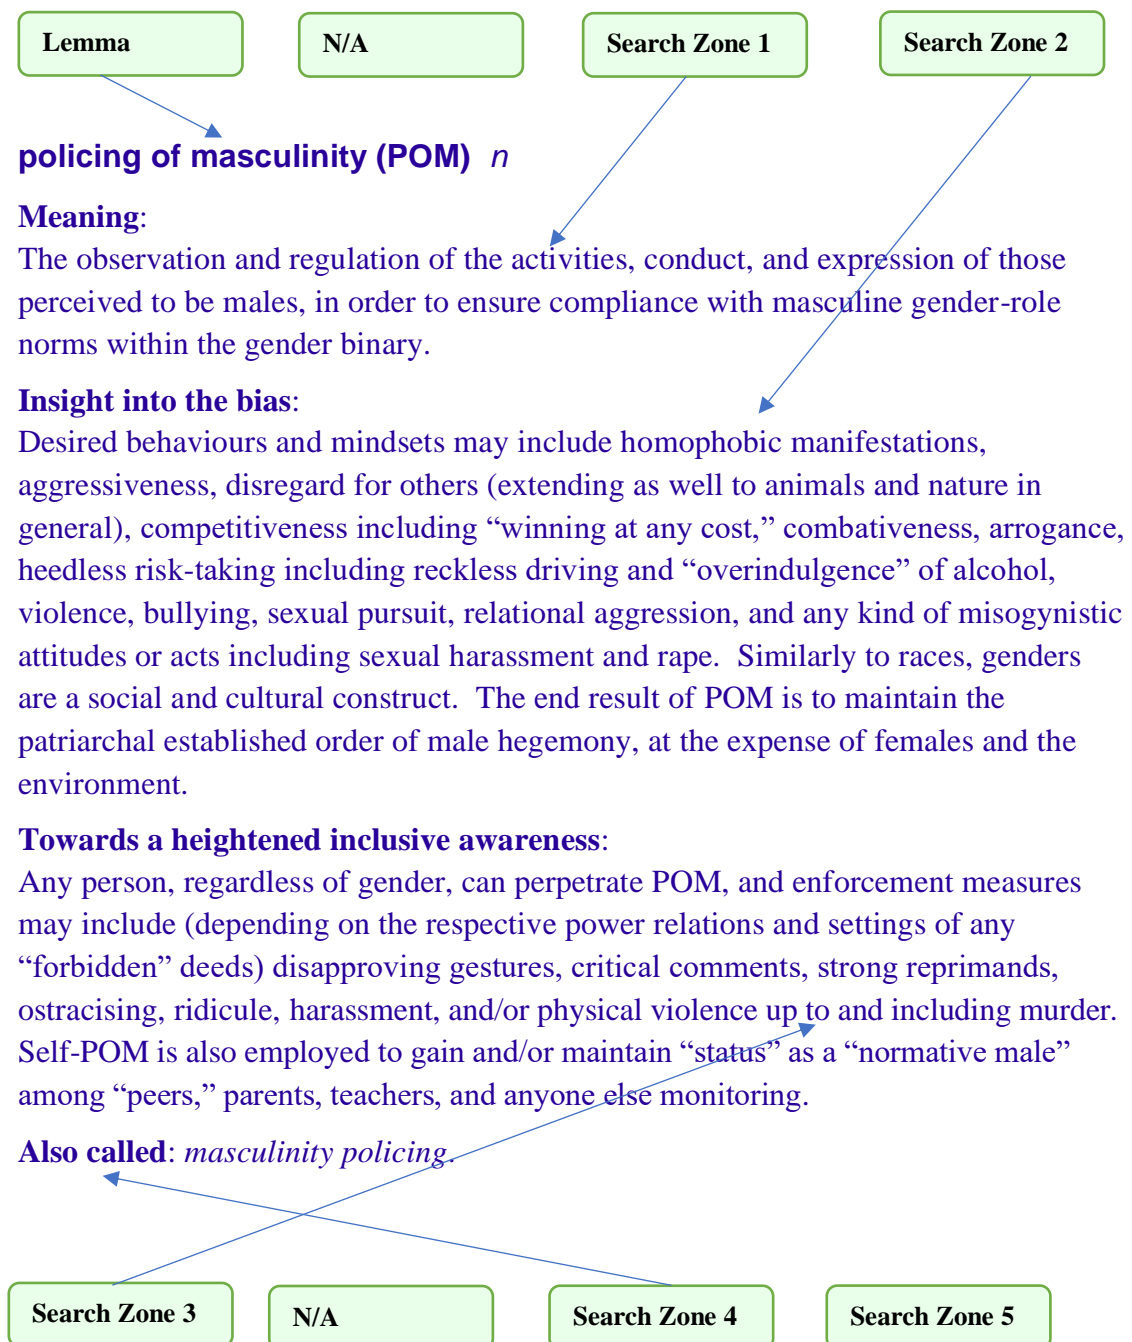 Lemma
N/A
Search Zone 1
Search Zone 2
policing of masculinity (POM) n
Meaning:
The observation and regulation of the activities, conduct, and expression of those
perceived to be males, in order to ensure compliance with masculine gender-role
norms within the gender binary.
Insight into the bias:
Desired behaviours and mindsets may include homophobic manifestations,
aggressiveness, disregard for others (extending as well to animals and nature in
general), competitiveness including “winning at any cost,” combativeness, arrogance,
heedless risk-taking including reckless driving and “overindulgence” of alcohol,
violence, bullying, sexual pursuit, relational aggression, and any kind of misogynistic
attitudes or acts including sexual harassment and rape.  Similarly to races, genders
are a social and cultural construct.  The end result of POM is to maintain the
patriarchal established order of male hegemony, at the expense of females and the
environment.
Towards a heightened inclusive awareness:
Any person, regardless of gender, can perpetrate POM, and enforcement measures
may include (depending on the respective power relations and settings of any
“forbidden” deeds) disapproving gestures, critical comments, strong reprimands,
ostracising, ridicule, harassment, and/or physical violence up to and including murder.
Self-POM is also employed to gain and/or maintain “status” as a “normative male”
among “peers,” parents, teachers, and anyone else monitoring.
Also called: masculinity policing.
Search Zone 3
N/A
Search Zone 4
Search Zone 5